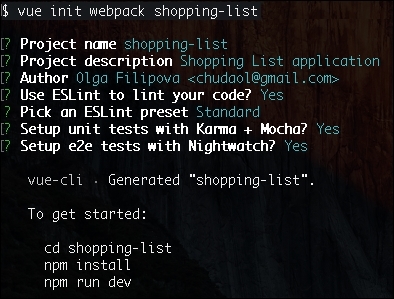 $ vue init webpack shopping-list
[? Project name shopping-list
[? Project description Shopping List application
[? Author Olga Filipova <chudaol@gmail.com>
[? Use ESLint to lint your code? Yes
? Pick an ESLint preset Standard
[? Setup unit tests with Karma + Mocha? Yes
[? Setup e2e tests with Nightwatch? Yes
vue-cli · Generated "shopping-list".
To get started:
cd shopping-list
npm install
npm run dev